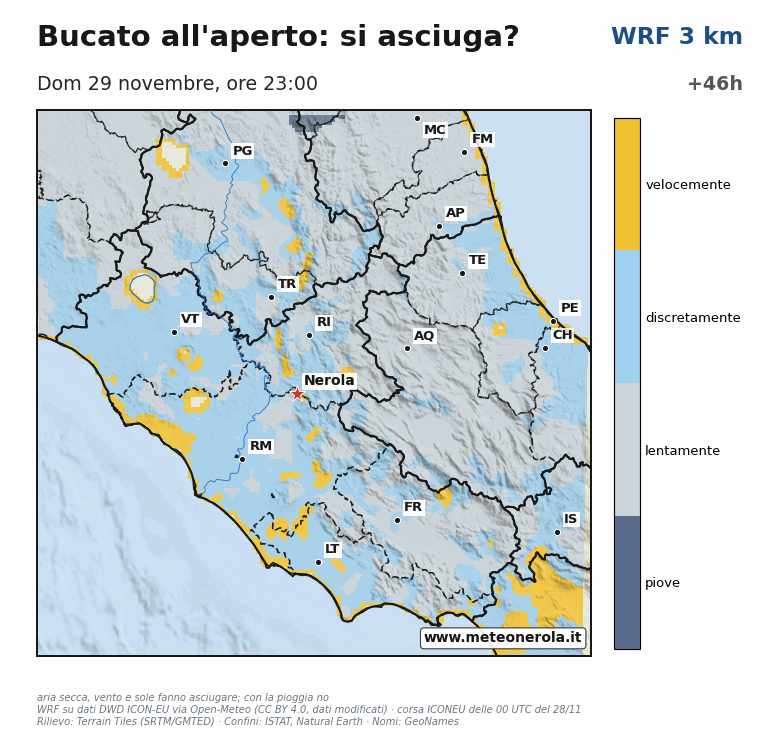 Bucato all'aperto: si asciuga?
WRF 3 km
Dom 29 novembre, ore 23:00
+46h
MC
FM
PG
AP
TE
TR
PE
VT
RI
AQ
CH
Nerola
RM
FR
IS
LT
www.meteonerola.it
velocemente
discretamente
lentamente
piove
aria secca, vento e sole fanno asciugare; con la pioggia no
WRF su dati DWD ICON-EU via Open-Meteo (CC BY 4.0, dati modificati) · corsa ICONEU delle 00 UTC del 28/11
Rilievo: Terrain Tiles (SRTM/GMTED) · Confini: ISTAT, Natural Earth · Nomi: GeoNames